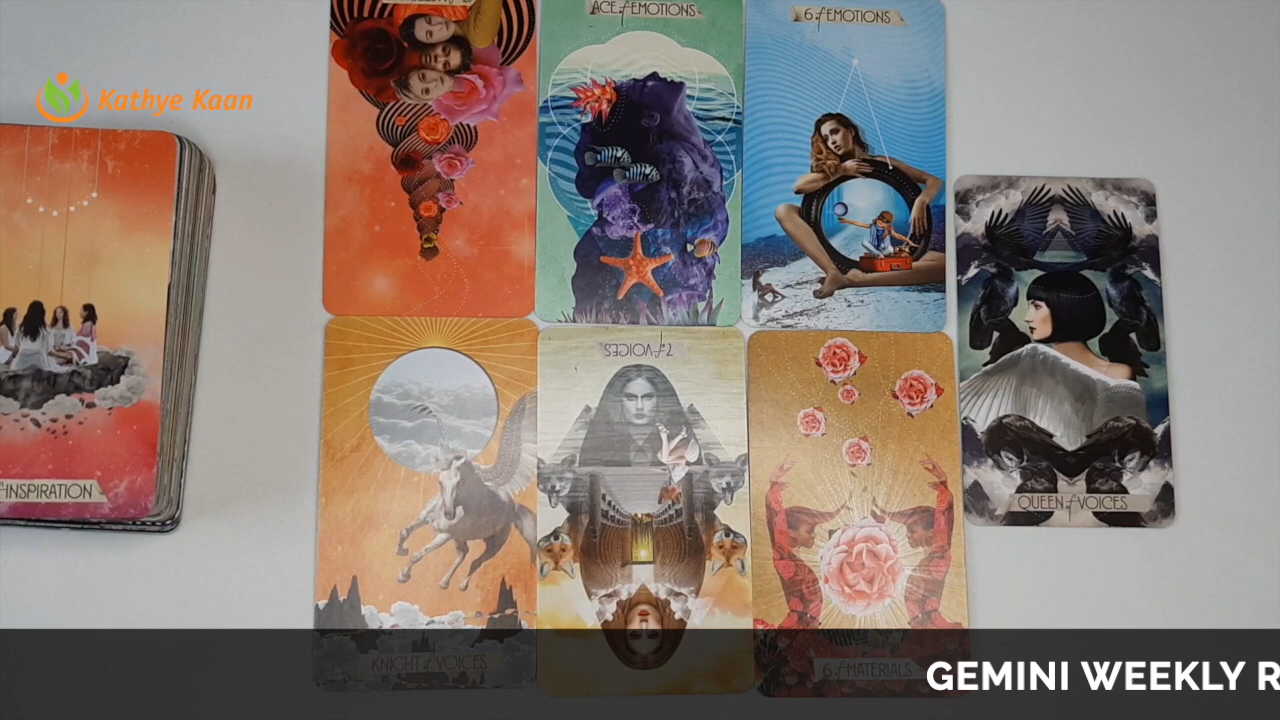 ACE of EMOTIONS
6 of EMOTIONS
Kathye Kaan
7 of VOICES
INSPIRATION
QUEEN of VOICES
KNIGHT of VOICES
6 of MATERIALS
GEMINI WEEKLY R